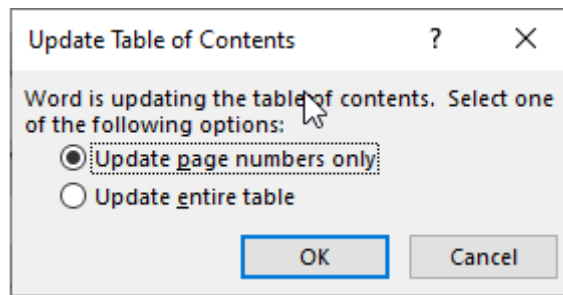 Update Table of Contents ? ×
Word is updating the table of contents. Select one
of the following options:
Update page numbers only
Update entire table
OK Cancel